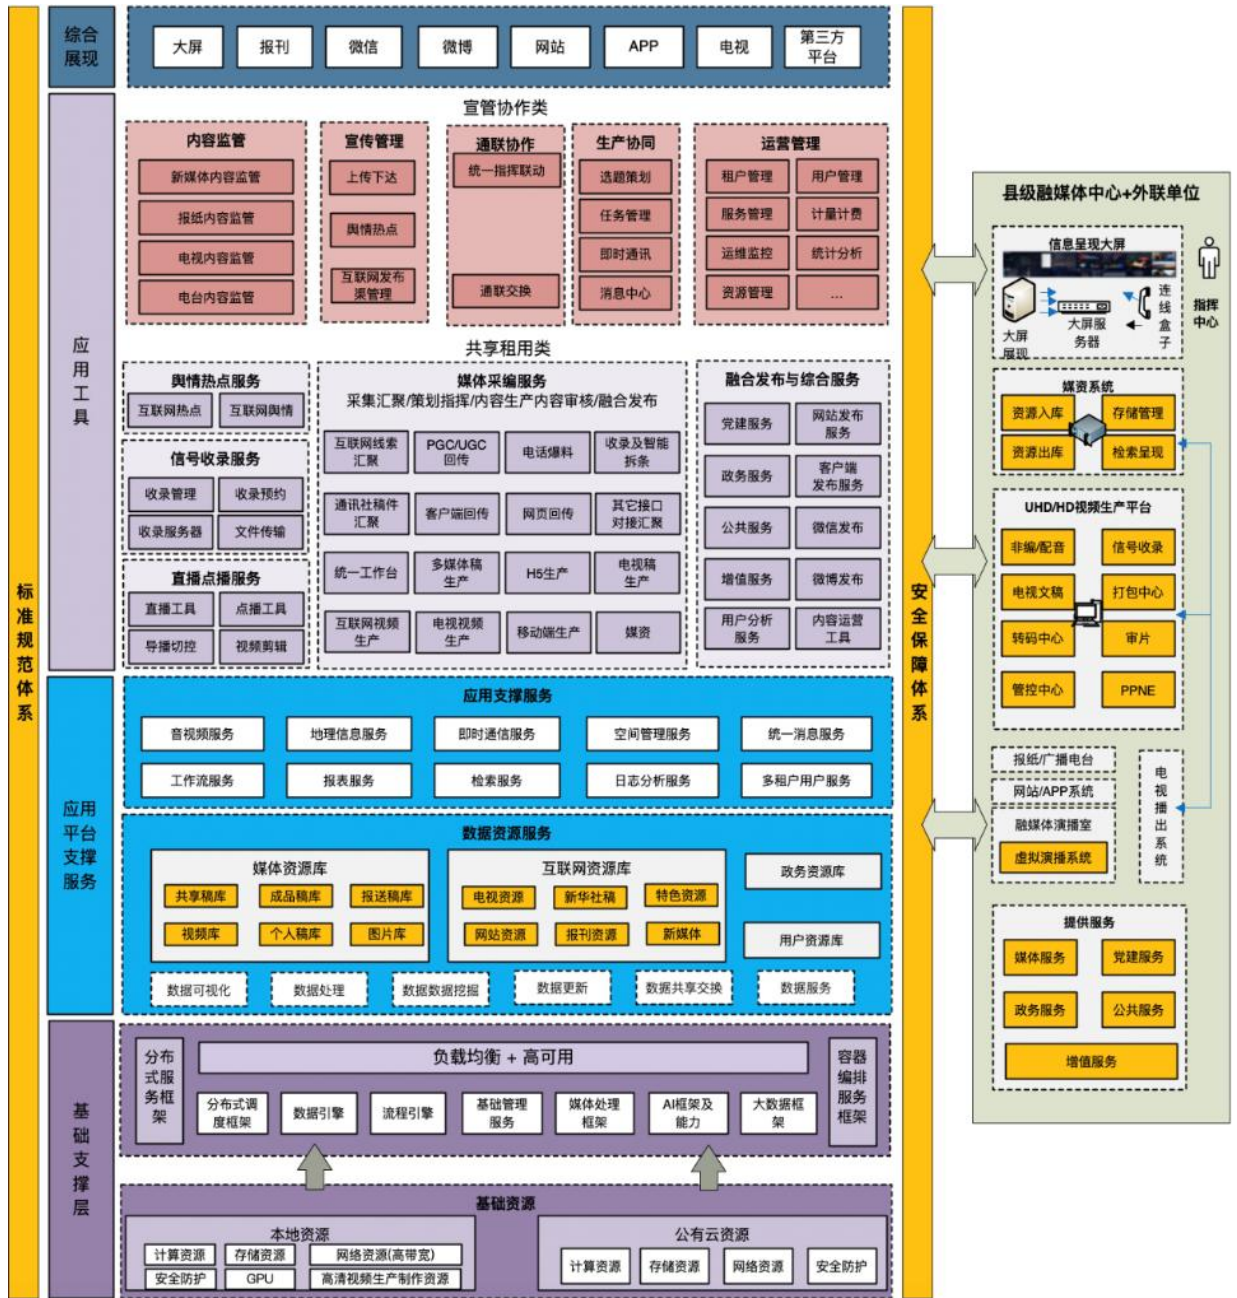 综合
展现
大屏
报刊
微信
微博
网站
APP
电视
第三方
平台
标准规范体系
安全保障体系
应用工具
宣管协作类
内容监管
新媒体内容监管
报纸内容监管
电视内容监管
电台内容监管
宣传管理
上传下达
舆情热点
互联网发布
渠管理
通联协作
统一指挥联动
通联交换
生产协同
选题策划
任务管理
即时通讯
消息中心
运营管理
租户管理
用户管理
服务管理
计量计费
运维监控
统计分析
资源管理
...
共享租用类
舆情热点服务
互联网热点
互联网舆情
信号收录服务
收录管理
收录预约
收录服务器
文件传输
直播点播服务
直播工具
点播工具
导播切控
视频剪辑
媒体采编服务
采集汇聚/策划指挥/内容生产内容审核/融合发布
互联网线索
汇聚
PGC/UGC
回传
电话爆料
收录及智能
拆条
通讯社稿件
汇聚
客户端回传
网页回传
其它接口
对接汇聚
统一工作台
多媒体稿
生产
H5生产
电视稿
生产
互联网视频
生产
电视视频
生产
移动端生产
媒资
融合发布与综合服务
党建服务
网站发布
服务
政务服务
客户端
发布服务
公共服务
微信发布
增值服务
微博发布
用户分析
服务
内容运营
工具
应用
平台
支撑
服务
应用支撑服务
音视频服务
地理信息服务
即时通信服务
空间管理服务
统一消息服务
工作流服务
报表服务
检索服务
日志分析服务
多租户用户服务
数据资源服务
媒体资源库
共享稿库
成品稿库
报送稿库
视频库
个人稿库
图片库
互联网资源库
电视资源
新华社稿
特色资源
网站资源
报刊资源
新媒体
政务资源库
用户资源库
数据可视化
数据处理
数据数据挖掘
数据更新
数据共享交换
数据服务
基础支撑层
分布
式服
务框
架
负载均衡 + 高可用
容器
编排
服务
框架
分布式调
度框架
数据引擎
流程引擎
基础管理
服务
媒体处理
框架
AI框架及
能力
大数据框
架
基础资源
本地资源
计算资源
存储资源
网络资源(高带宽)
安全防护
GPU
高清视频生产制作资源
公有云资源
计算资源
存储资源
网络资源
安全防护
县级融媒体中心+外联单位
信息呈现大屏
大屏
展现
大屏服
务器
连线盒子
指挥
中心
媒资系统
资源入库
存储管理
资源出库
检索呈现
UHD/HD视频生产平台
非编/配音
信号收录
电视文稿
打包中心
转码中心
审片
管控中心
PPNE
报纸/广播电台
网站/APP系统
融媒体演播室
虚拟演播系统
电视播出系统
提供服务
媒体服务
党建服务
政务服务
公共服务
增值服务